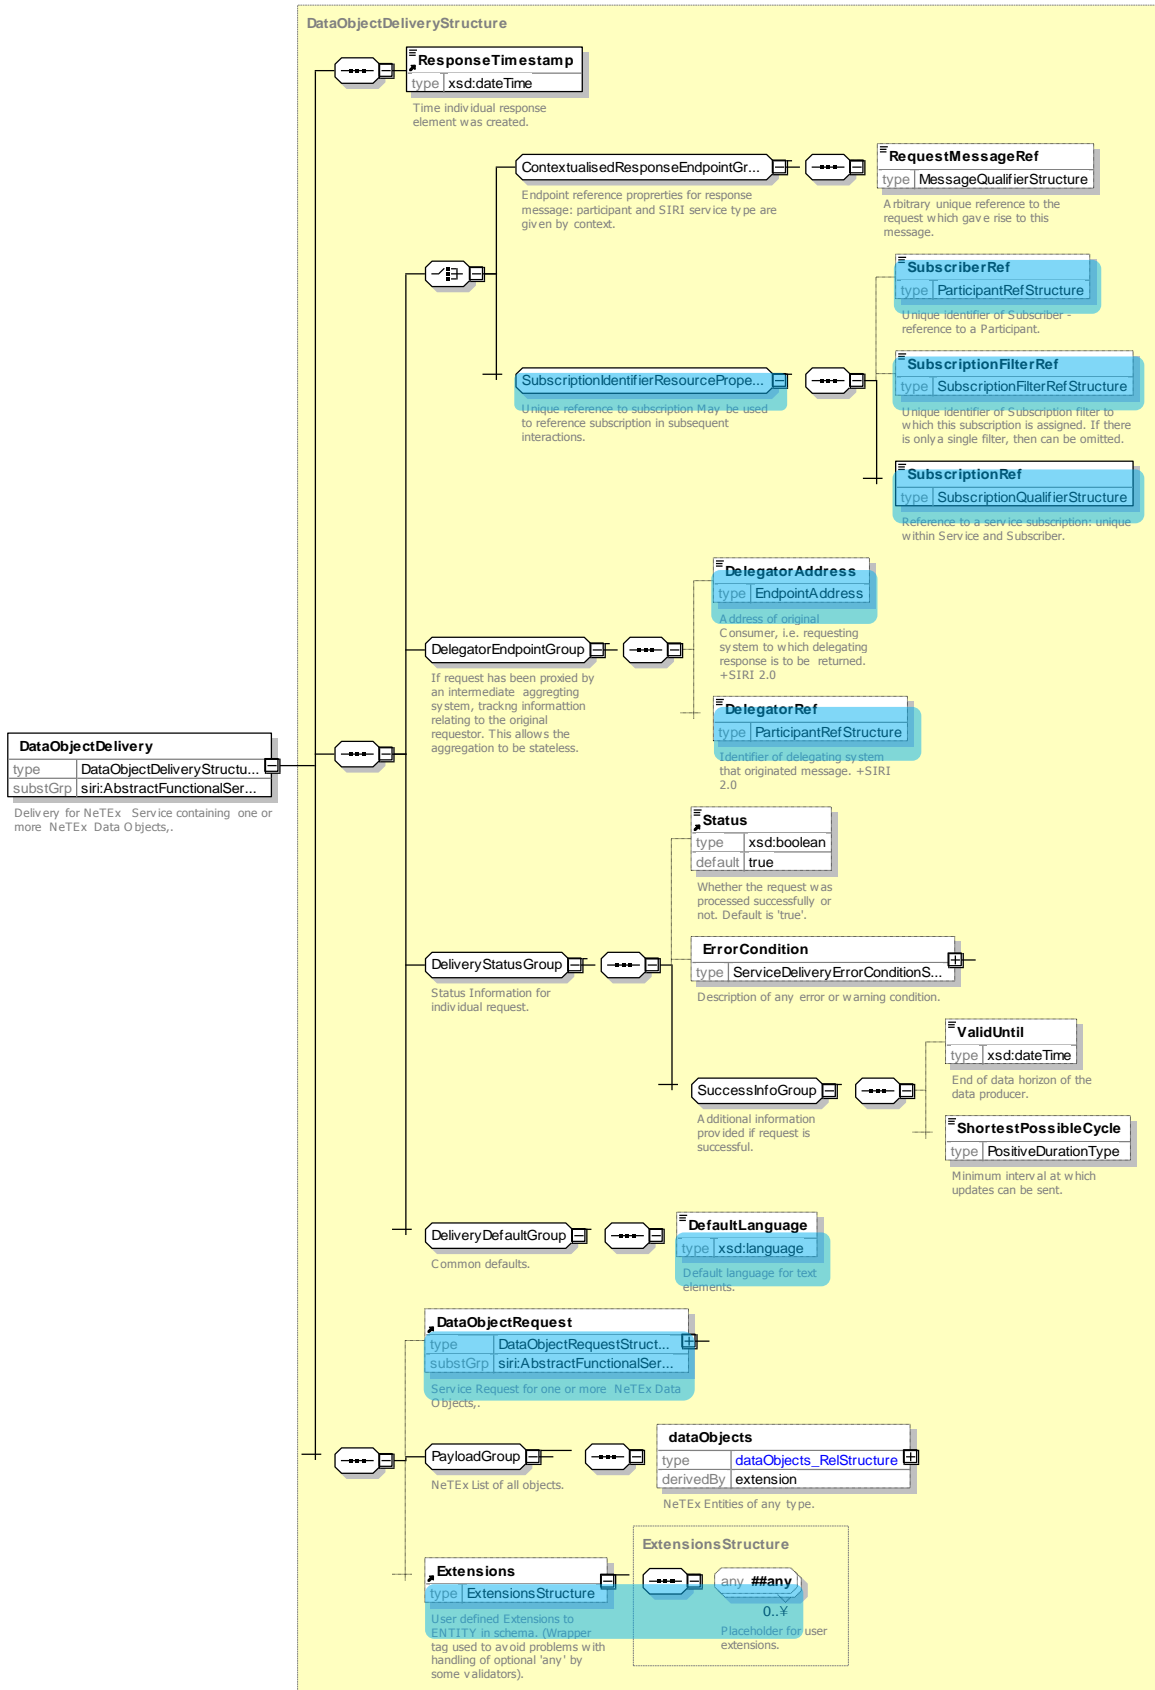 DataObjectDeliveryStructure
ResponseTimestamp
type xsd:dateTime
Time individual response
element was created.
ContextualisedResponseEndpointGr...
Endpoint reference proprerties for response
message: participant and SIRI service type are
given by context.
RequestMessageRef
type MessageQualifierStructure
Arbitrary unique reference to the
request which gave rise to this
message.
SubscriberRef
type ParticipantRefStructure
Unique identifier of Subscriber -
reference to a Participant.
SubscriptionIdentifierResourcePrope...
Unique reference to subscription May be used
to reference subscription in subsequent
interactions.
SubscriptionFilterRef
type SubscriptionFilterRefStructure
Unique identifier of Subscription filter to
which this subscription is assigned. If there
is only a single filter, then can be omitted.
SubscriptionRef
type SubscriptionQualifierStructure
Reference to a service subscription: unique
within Service and Subscriber.
DelegatorEndpointGroup
If request has been proxied by
an intermediate aggregting
system, trackng informattion
relating to the original
requestor. This allows the
aggregation to be stateless.
DelegatorAddress
type EndpointAddress
Address of original
Consumer, i.e. requesting
system to which delegating
response is to be returned.
+SIRI 2.0
DelegatorRef
type ParticipantRefStructure
Identifier of delegating system
that originated message. +SIRI
2.0
DataObjectDelivery
type DataObjectDeliveryStructu...
substGrp siri:AbstractFunctionalSer...
Delivery for NeTEx Service containing one or
more NeTEx Data Objects,.
DeliveryStatusGroup
Status Information for
individual request.
Status
type xsd:boolean
default true
Whether the request was
processed successfully or
not. Default is 'true'.
ErrorCondition
type ServiceDeliveryErrorConditionS...
Description of any error or warning condition.
SuccessInfoGroup
Additional information
provided if request is
successful.
ValidUntil
type xsd:dateTime
End of data horizon of the
data producer.
ShortestPossibleCycle
type PositiveDurationType
Minimum interval at which
updates can be sent.
DeliveryDefaultGroup
Common defaults.
DefaultLanguage
type xsd:language
Default language for text
elements.
DataObjectRequest
type DataObjectRequestStruct...
substGrp siri:AbstractFunctionalSer...
Service Request for one or more NeTEx Data
Objects,.
PayloadGroup
NeTEx List of all objects.
dataObjects
type dataObjects_RelStructure
derivedBy extension
NeTEx Entities of any type.
Extensions
type ExtensionsStructure
User defined Extensions to
ENTITY in schema. (Wrapper
tag used to avoid problems with
handling of optional 'any' by
some validators).
ExtensionsStructure
any ##any
0..¥
Placeholder for user
extensions.